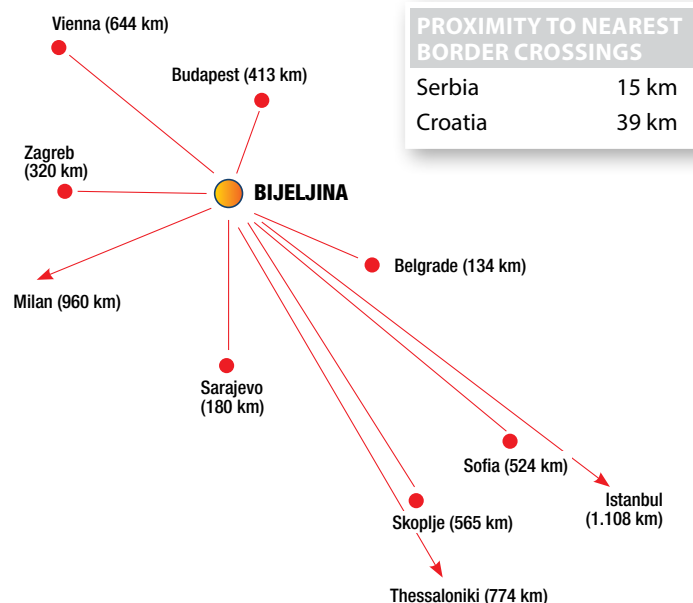 Vienna (644 km)
Budapest (413 km)
PROXIMITY TO NEAREST
BORDER CROSSINGS
Serbia 15 km
Croatia 39 km
Zagreb
(320 km)
BIJELJINA
Belgrade (134 km)
Milan (960 km)
Sarajevo
(180 km)
Sofia (524 km)
Istanbul
(1.108 km)
Skoplje (565 km)
Thessaloniki (774 km)